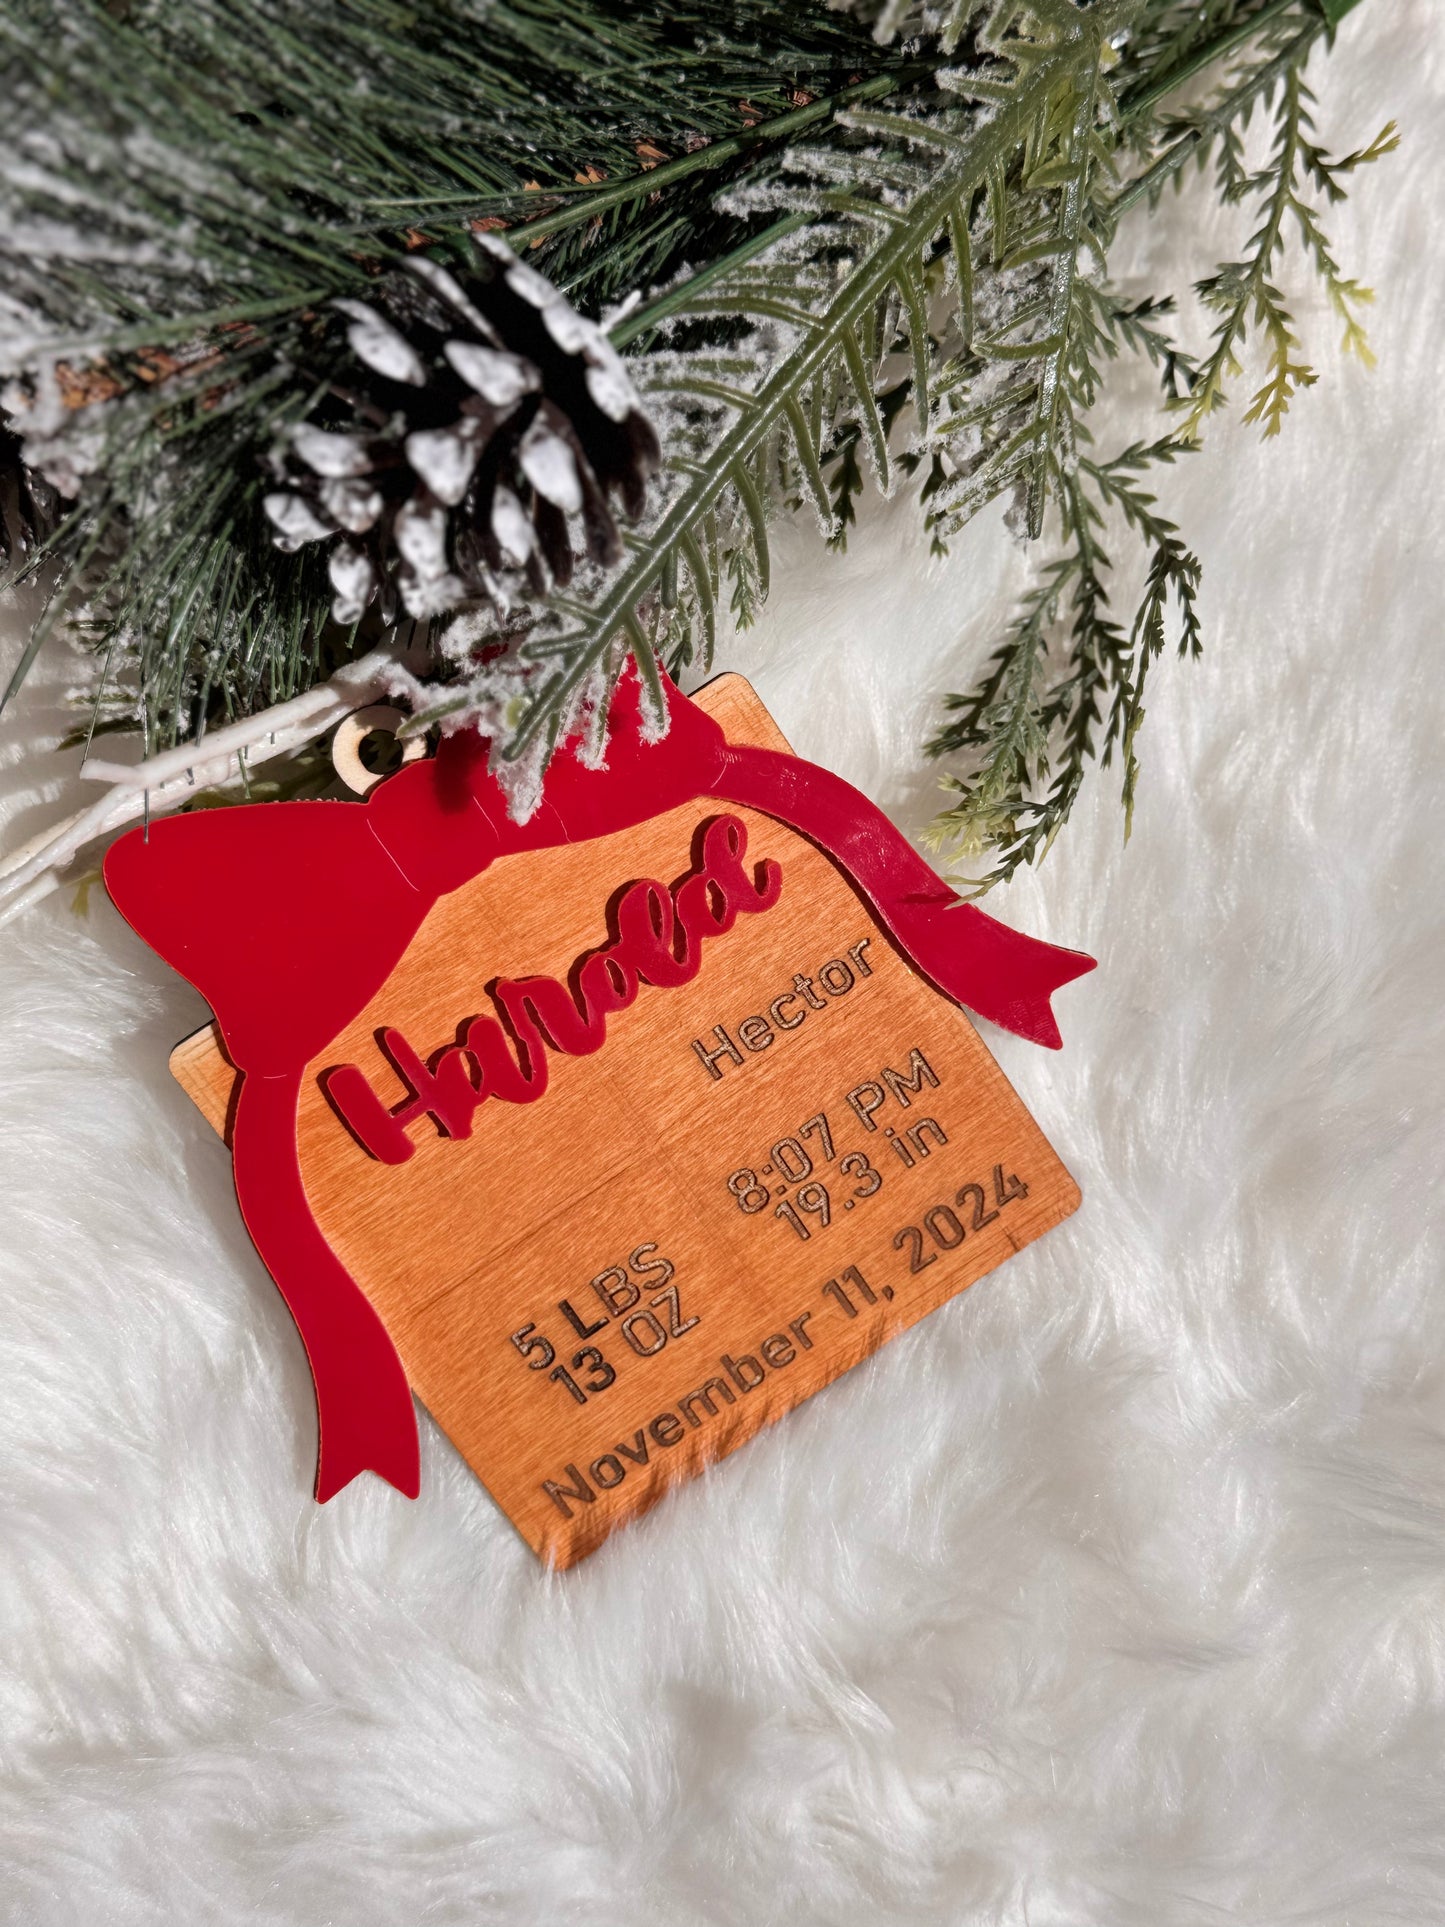 Harold
Hector
8:07 PM
19.3 in
5 LBS
13 OZ
November 11, 2024